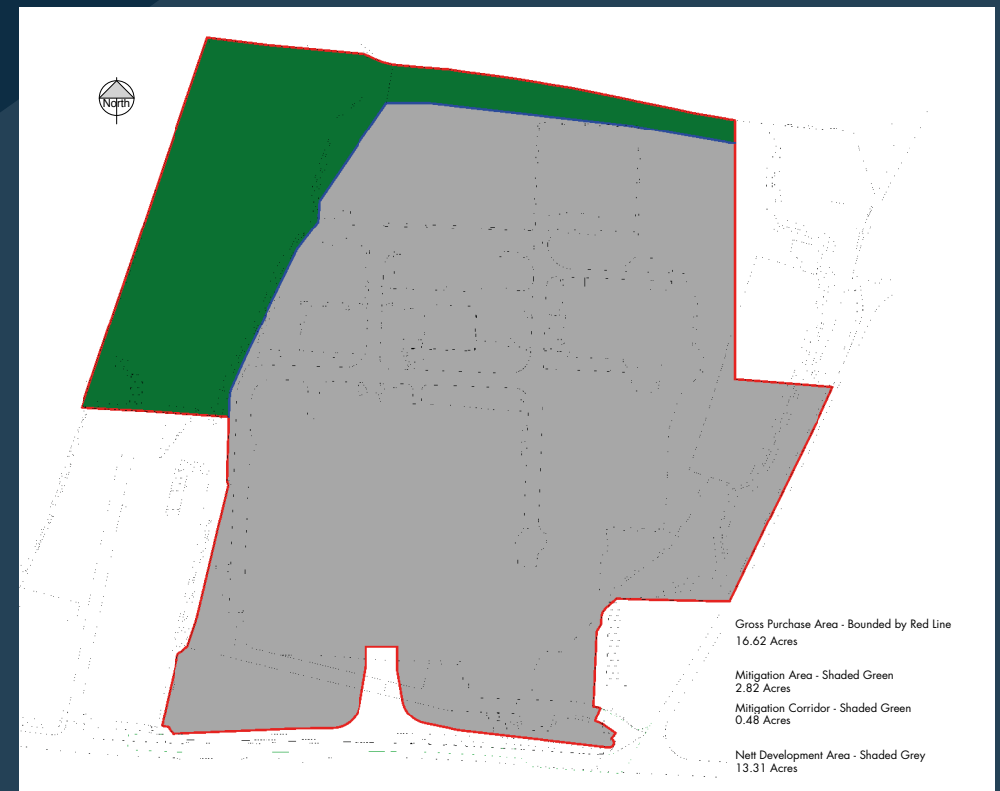 North
Gross Purchase Area - Bounded by Red Line
16.62 Acres
Mitigation Area - Shaded Green
2.82 Acres
Mitigation Corridor - Shaded Green
0.48 Acres
Nett Development Area - Shaded Grey
13.31 Acres